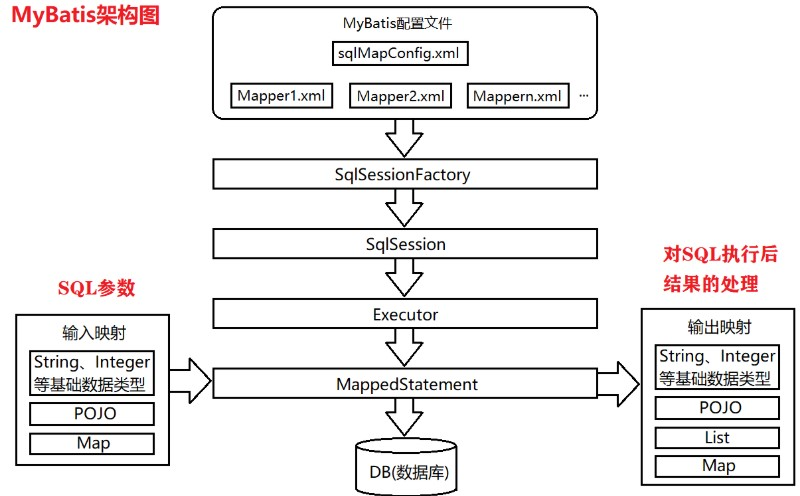 MyBatis架构图
MyBatis配置文件
sqlMapConfig.xml
Mapper1.xml
Mapper2.xml
Mappern.xml
...
SqlSessionFactory
SqlSession
Executor
MappedStatement
DB(数据库)
SQL参数
输入映射
String、Integer
等基础数据类型
POJO
Map
对SQL执行后
结果的处理
输出映射
String、Integer
等基础数据类型
POJO
List
Map